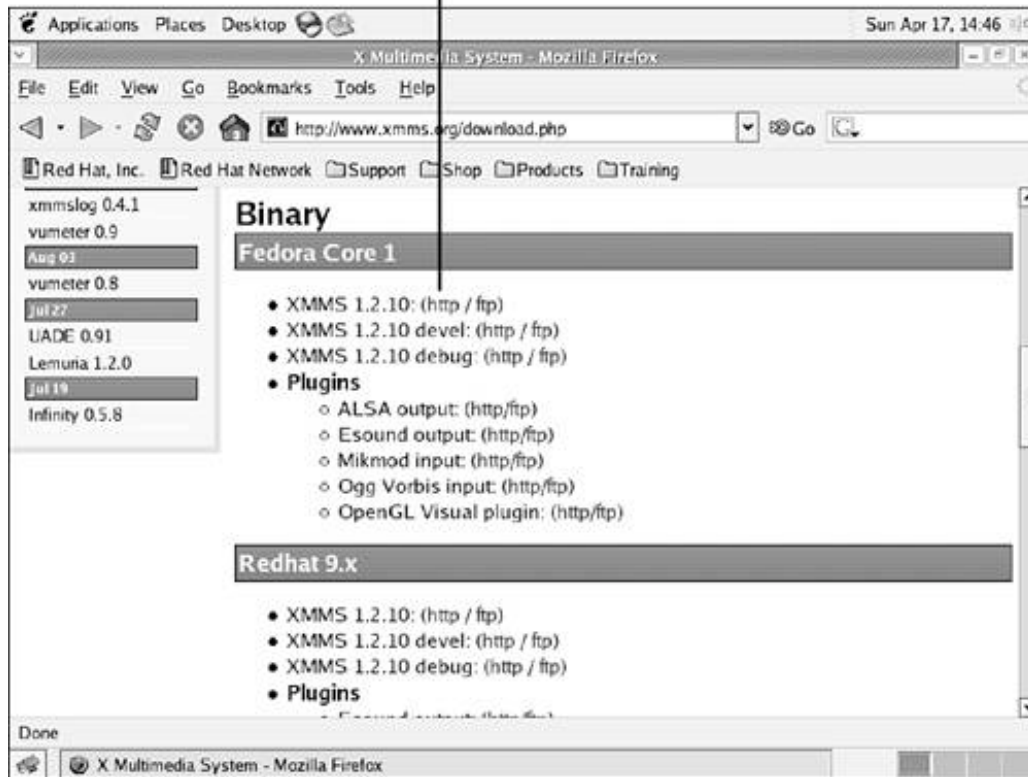 Applications Places Desktop Sun Apr 17, 14:46
X Multimedia System - Mozilla Firefox
File Edit View Go Bookmarks Tools Help
http://www.xmms.org/download.php Go
Red Hat, Inc. Red Hat Network Support Shop Products Training
xmmslog 0.4.1
vumeter 0.9
Aug 03
vumeter 0.8
Jul 27
UADE 0.91
Lemuria 1.2.0
Jul 19
Infinity 0.5.8
Binary
Fedora Core 1
XMMS 1.2.10: (http / ftp)
XMMS 1.2.10 devel: (http / ftp)
XMMS 1.2.10 debug: (http / ftp)
Plugins
ALSA output: (http/ftp)
Esound output: (http/ftp)
Mikmod input: (http/ftp)
Ogg Vorbis input: (http/ftp)
OpenGL Visual plugin: (http/ftp)
Redhat 9.x
XMMS 1.2.10: (http / ftp)
XMMS 1.2.10 devel: (http / ftp)
XMMS 1.2.10 debug: (http / ftp)
Plugins
Done
X Multimedia System - Mozilla Firefox